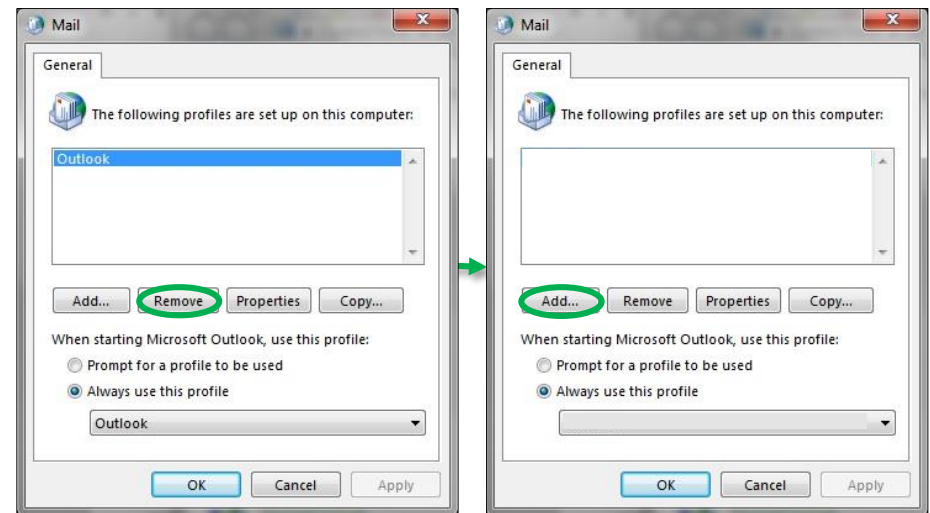 Mail
General
The following profiles are set up on this computer:
Outlook
Add... Remove Properties Copy...
When starting Microsoft Outlook, use this profile:
Prompt for a profile to be used
Always use this profile
Outlook
OK Cancel Apply
Mail
General
The following profiles are set up on this computer:
Add... Remove Properties Copy...
When starting Microsoft Outlook, use this profile:
Prompt for a profile to be used
Always use this profile
OK Cancel Apply